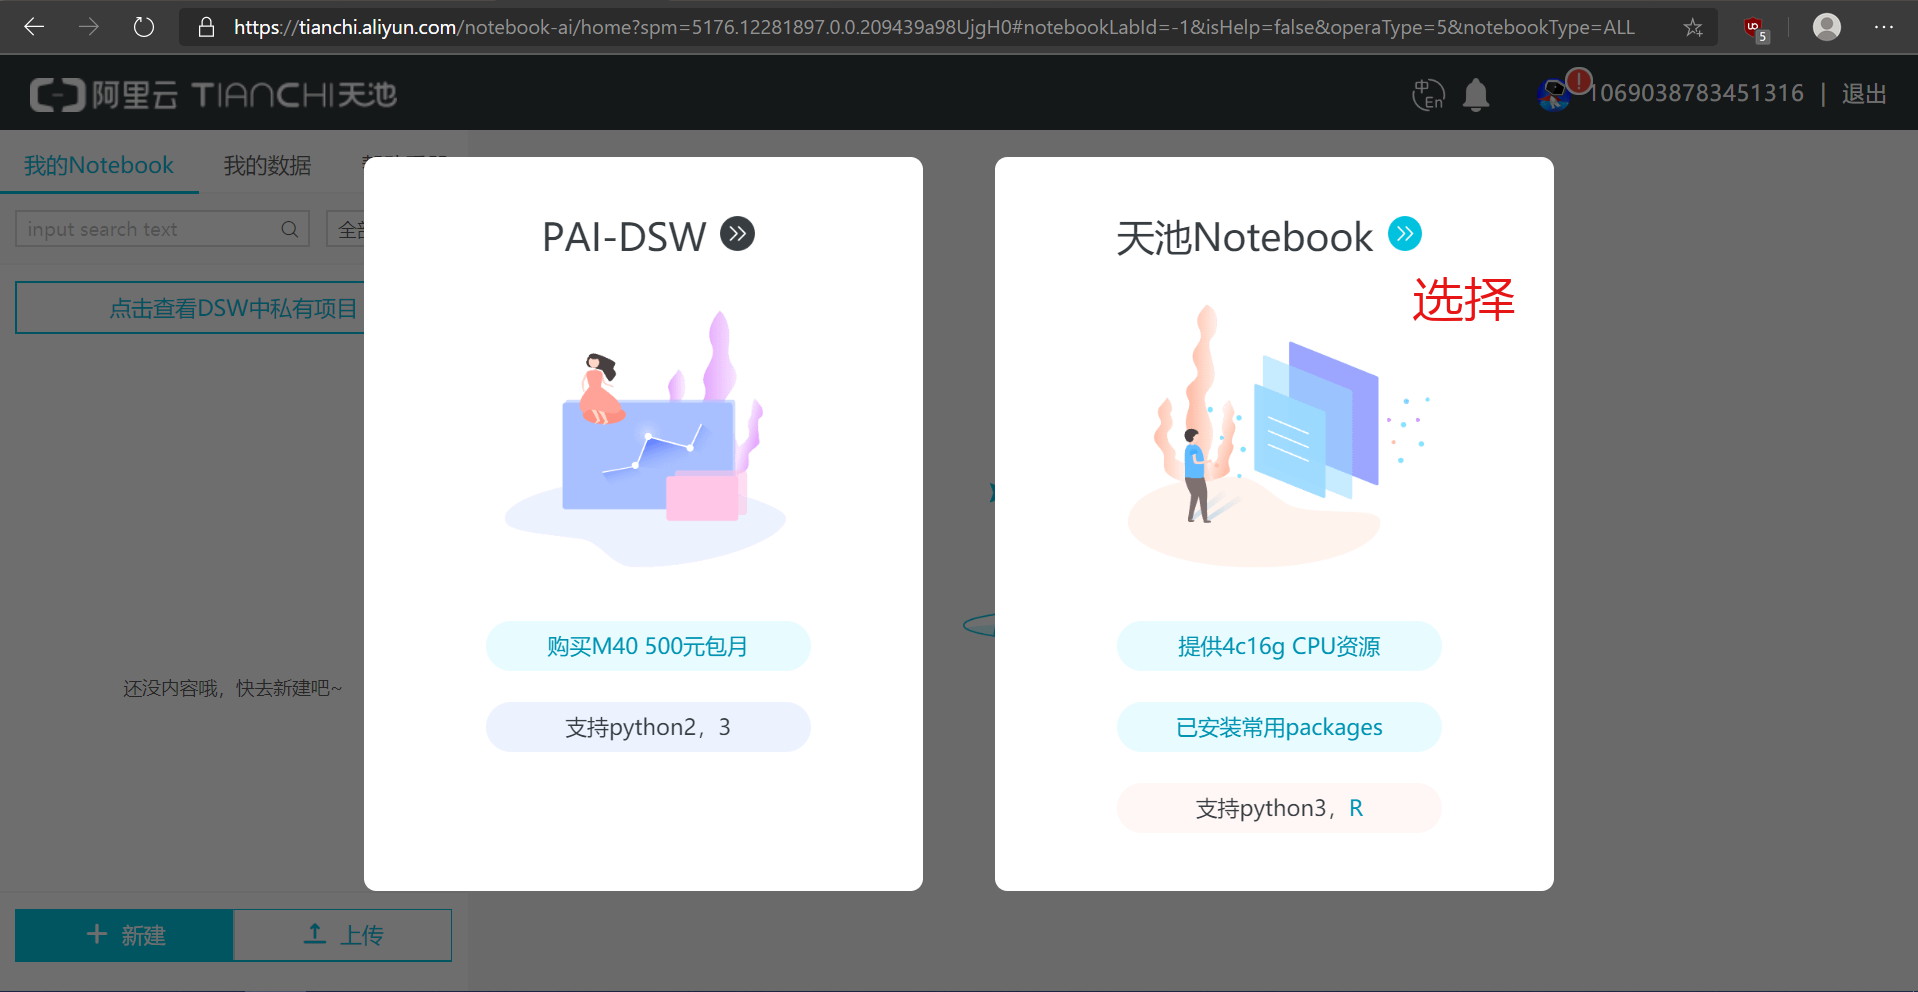 https://tianchi.aliyun.com/notebook-ai/home?spm=5176.12281897.0.0.209439a98UjgH0#notebookLabId=-1&isHelp=false&operaType=5&notebookType=ALL
5
阿里云 TIANCHI天池
中
En
!
1069038783451316 | 退出
我的Notebook
我的数据
input search text
全部
点击查看DSW中私有项目
还没内容哦，快去新建吧~
新建
上传
PAI-DSW
购买M40 500元包月
支持python2，3
天池Notebook
选择
提供4c16g CPU资源
已安装常用packages
支持python3，R